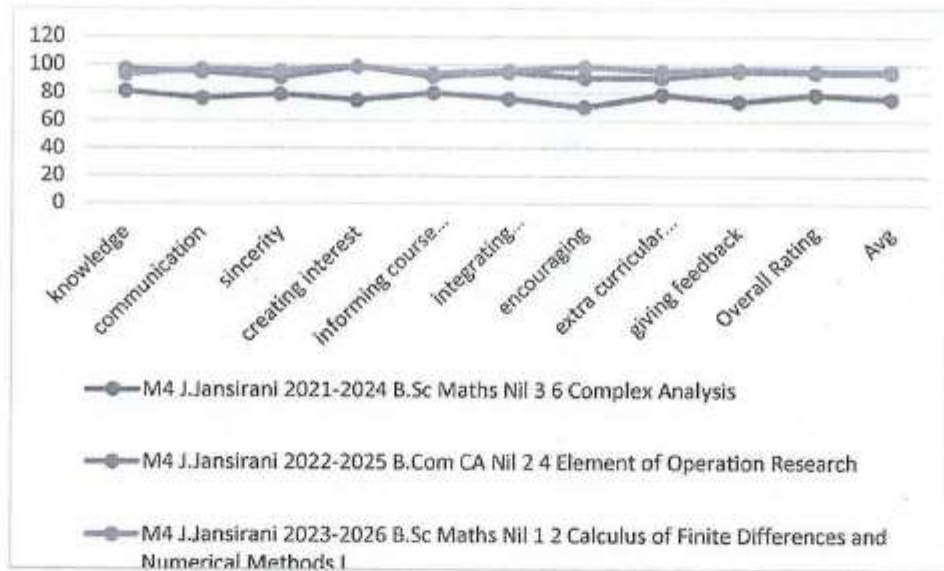 120
100
80
60
40
20
0
knowledge
communication
sincerity
creating interest
informing course...
integrating...
encouraging
extra curricular...
giving feedback
Overall Rating
Avg
M4 J.Jansirani 2021-2024 B.Sc Maths Nil 3 6 Complex Analysis
M4 J.Jansirani 2022-2025 B.Com CA Nil 2 4 Element of Operation Research
M4 J.Jansirani 2023-2026 B.Sc Maths Nil 1 2 Calculus of Finite Differences and
Numerical Methods I